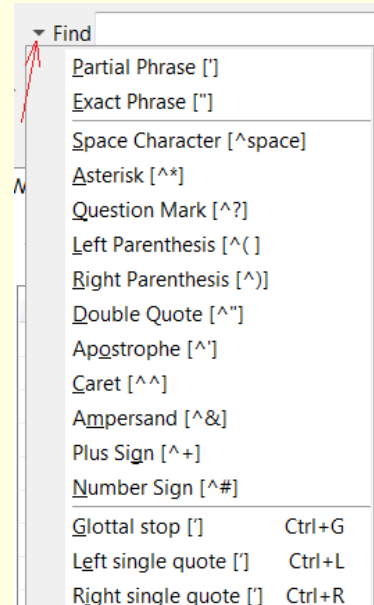 Find
Partial Phrase [']
Exact Phrase ["]
Space Character [^space]
Asterisk [^*]
Question Mark [^?]
Left Parenthesis [^( ]
Right Parenthesis [^)]
Double Quote [^"]
Apostrophe [^']
Caret [^^]
Ampersand [^&]
Plus Sign [^+]
Number Sign [^#]
Glottal stop [‘] Ctrl+G
Left single quote [‘] Ctrl+L
Right single quote [’] Ctrl+R